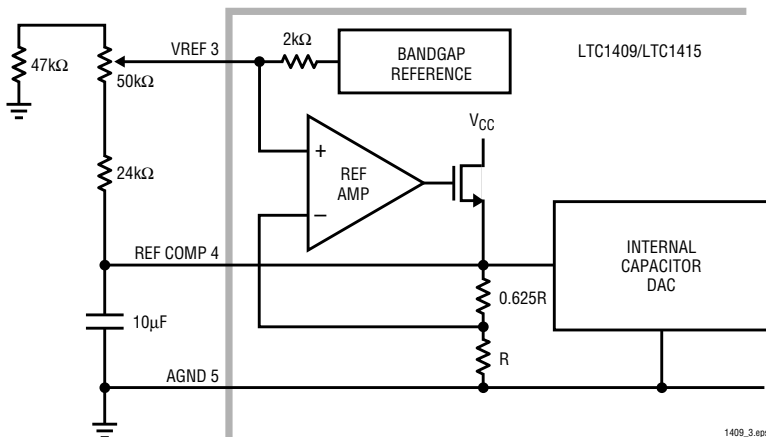 47kΩ
50kΩ
24kΩ
VREF 3
2kΩ
BANDGAP
REFERENCE
LTC1409/LTC1415
VCC
+
REF
AMP
–
REF COMP 4
0.625R
INTERNAL
CAPACITOR
DAC
10µF
R
AGND 5
1409_3.eps